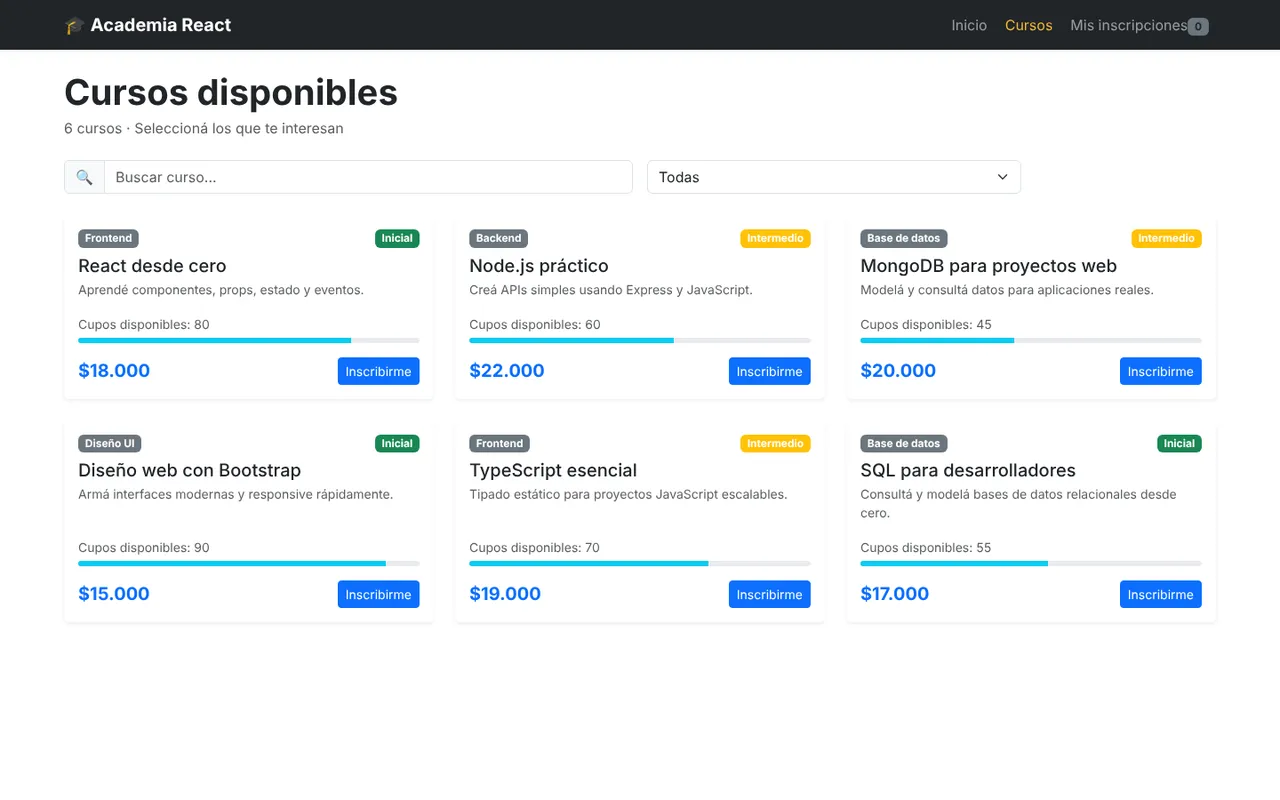 🎓 Academia React
Inicio Cursos Mis inscripciones 0
Cursos disponibles
6 cursos · Seleccioná los que te interesan
🔍 Buscar curso...
Todas
Frontend Inicial
React desde cero
Aprendé componentes, props, estado y eventos.
Cupos disponibles: 80
$18.000 Inscribirme
Backend Intermedio
Node.js práctico
Creá APIs simples usando Express y JavaScript.
Cupos disponibles: 60
$22.000 Inscribirme
Base de datos Intermedio
MongoDB para proyectos web
Modelá y consultá datos para aplicaciones reales.
Cupos disponibles: 45
$20.000 Inscribirme
Diseño UI Inicial
Diseño web con Bootstrap
Armá interfaces modernas y responsive rápidamente.
Cupos disponibles: 90
$15.000 Inscribirme
Frontend Intermedio
TypeScript esencial
Tipado estático para proyectos JavaScript escalables.
Cupos disponibles: 70
$19.000 Inscribirme
Base de datos Inicial
SQL para desarrolladores
Consultá y modelá bases de datos relacionales desde
cero.
Cupos disponibles: 55
$17.000 Inscribirme